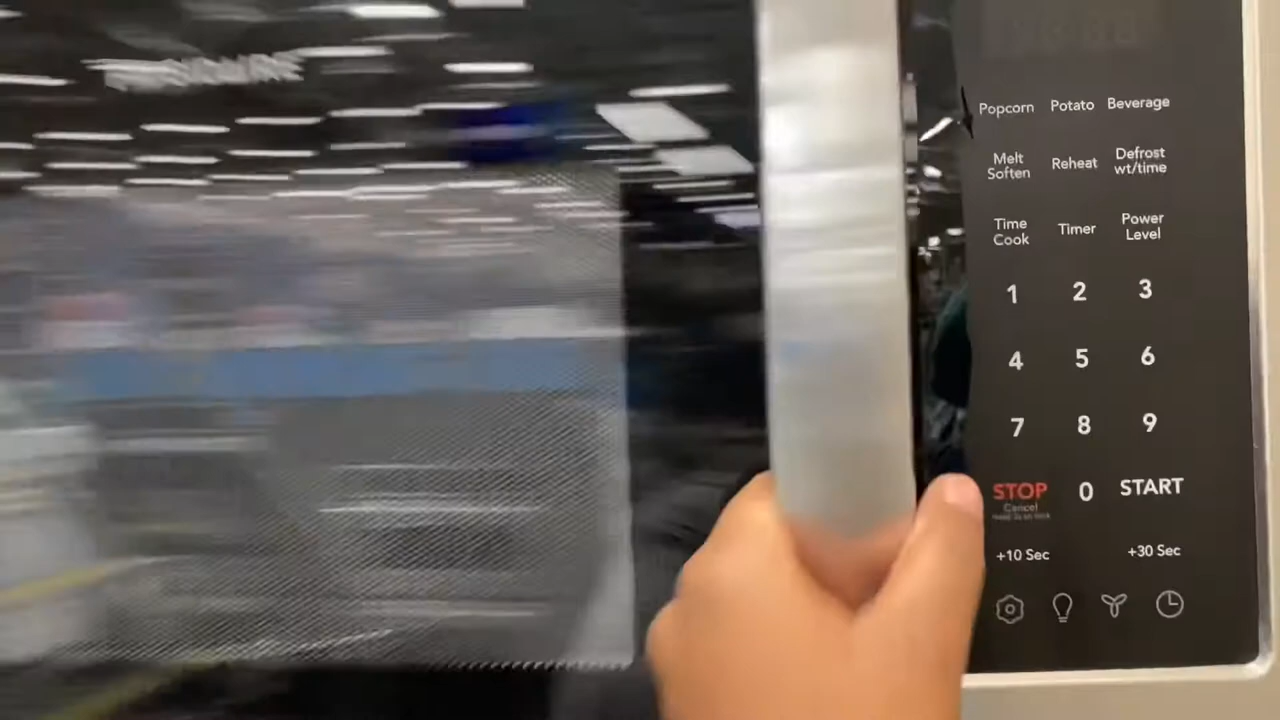 FRIGIDAIRE
Popcorn Potato Beverage
Melt Soften Reheat Defrost wt/time
Time Cook Timer Power Level
1 2 3
4 5 6
7 8 9
STOP 0 START
Cancel
+10 Sec +30 Sec